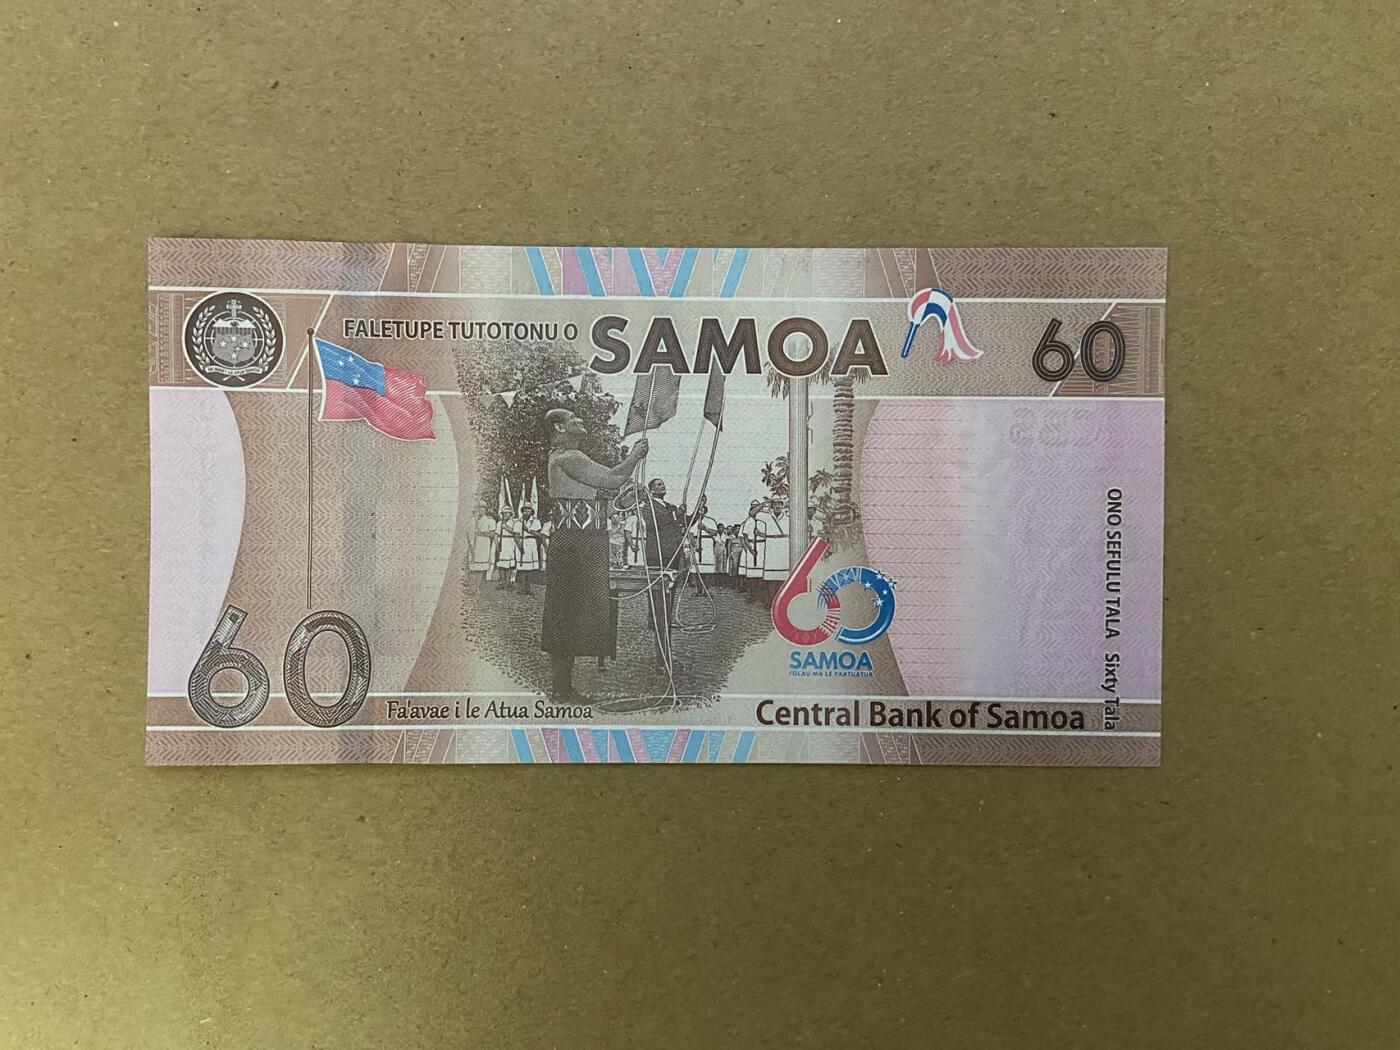 FALETUPE TUTOTONU O SAMOA
60
ONO SEFULU TALA Sixty Tala
60
SAMOA
60
Fa'avae i le Atua Samoa
Central Bank of Samoa